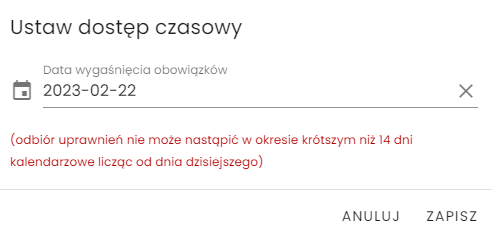 Ustaw dostęp czasowy
Data wygaśnięcia obowiązków
2023-02-22
(odbiór uprawnień nie może nastąpić w okresie krótszym niż 14 dni
kalendarzowe licząc od dnia dzisiejszego)
ANULUJ ZAPISZ